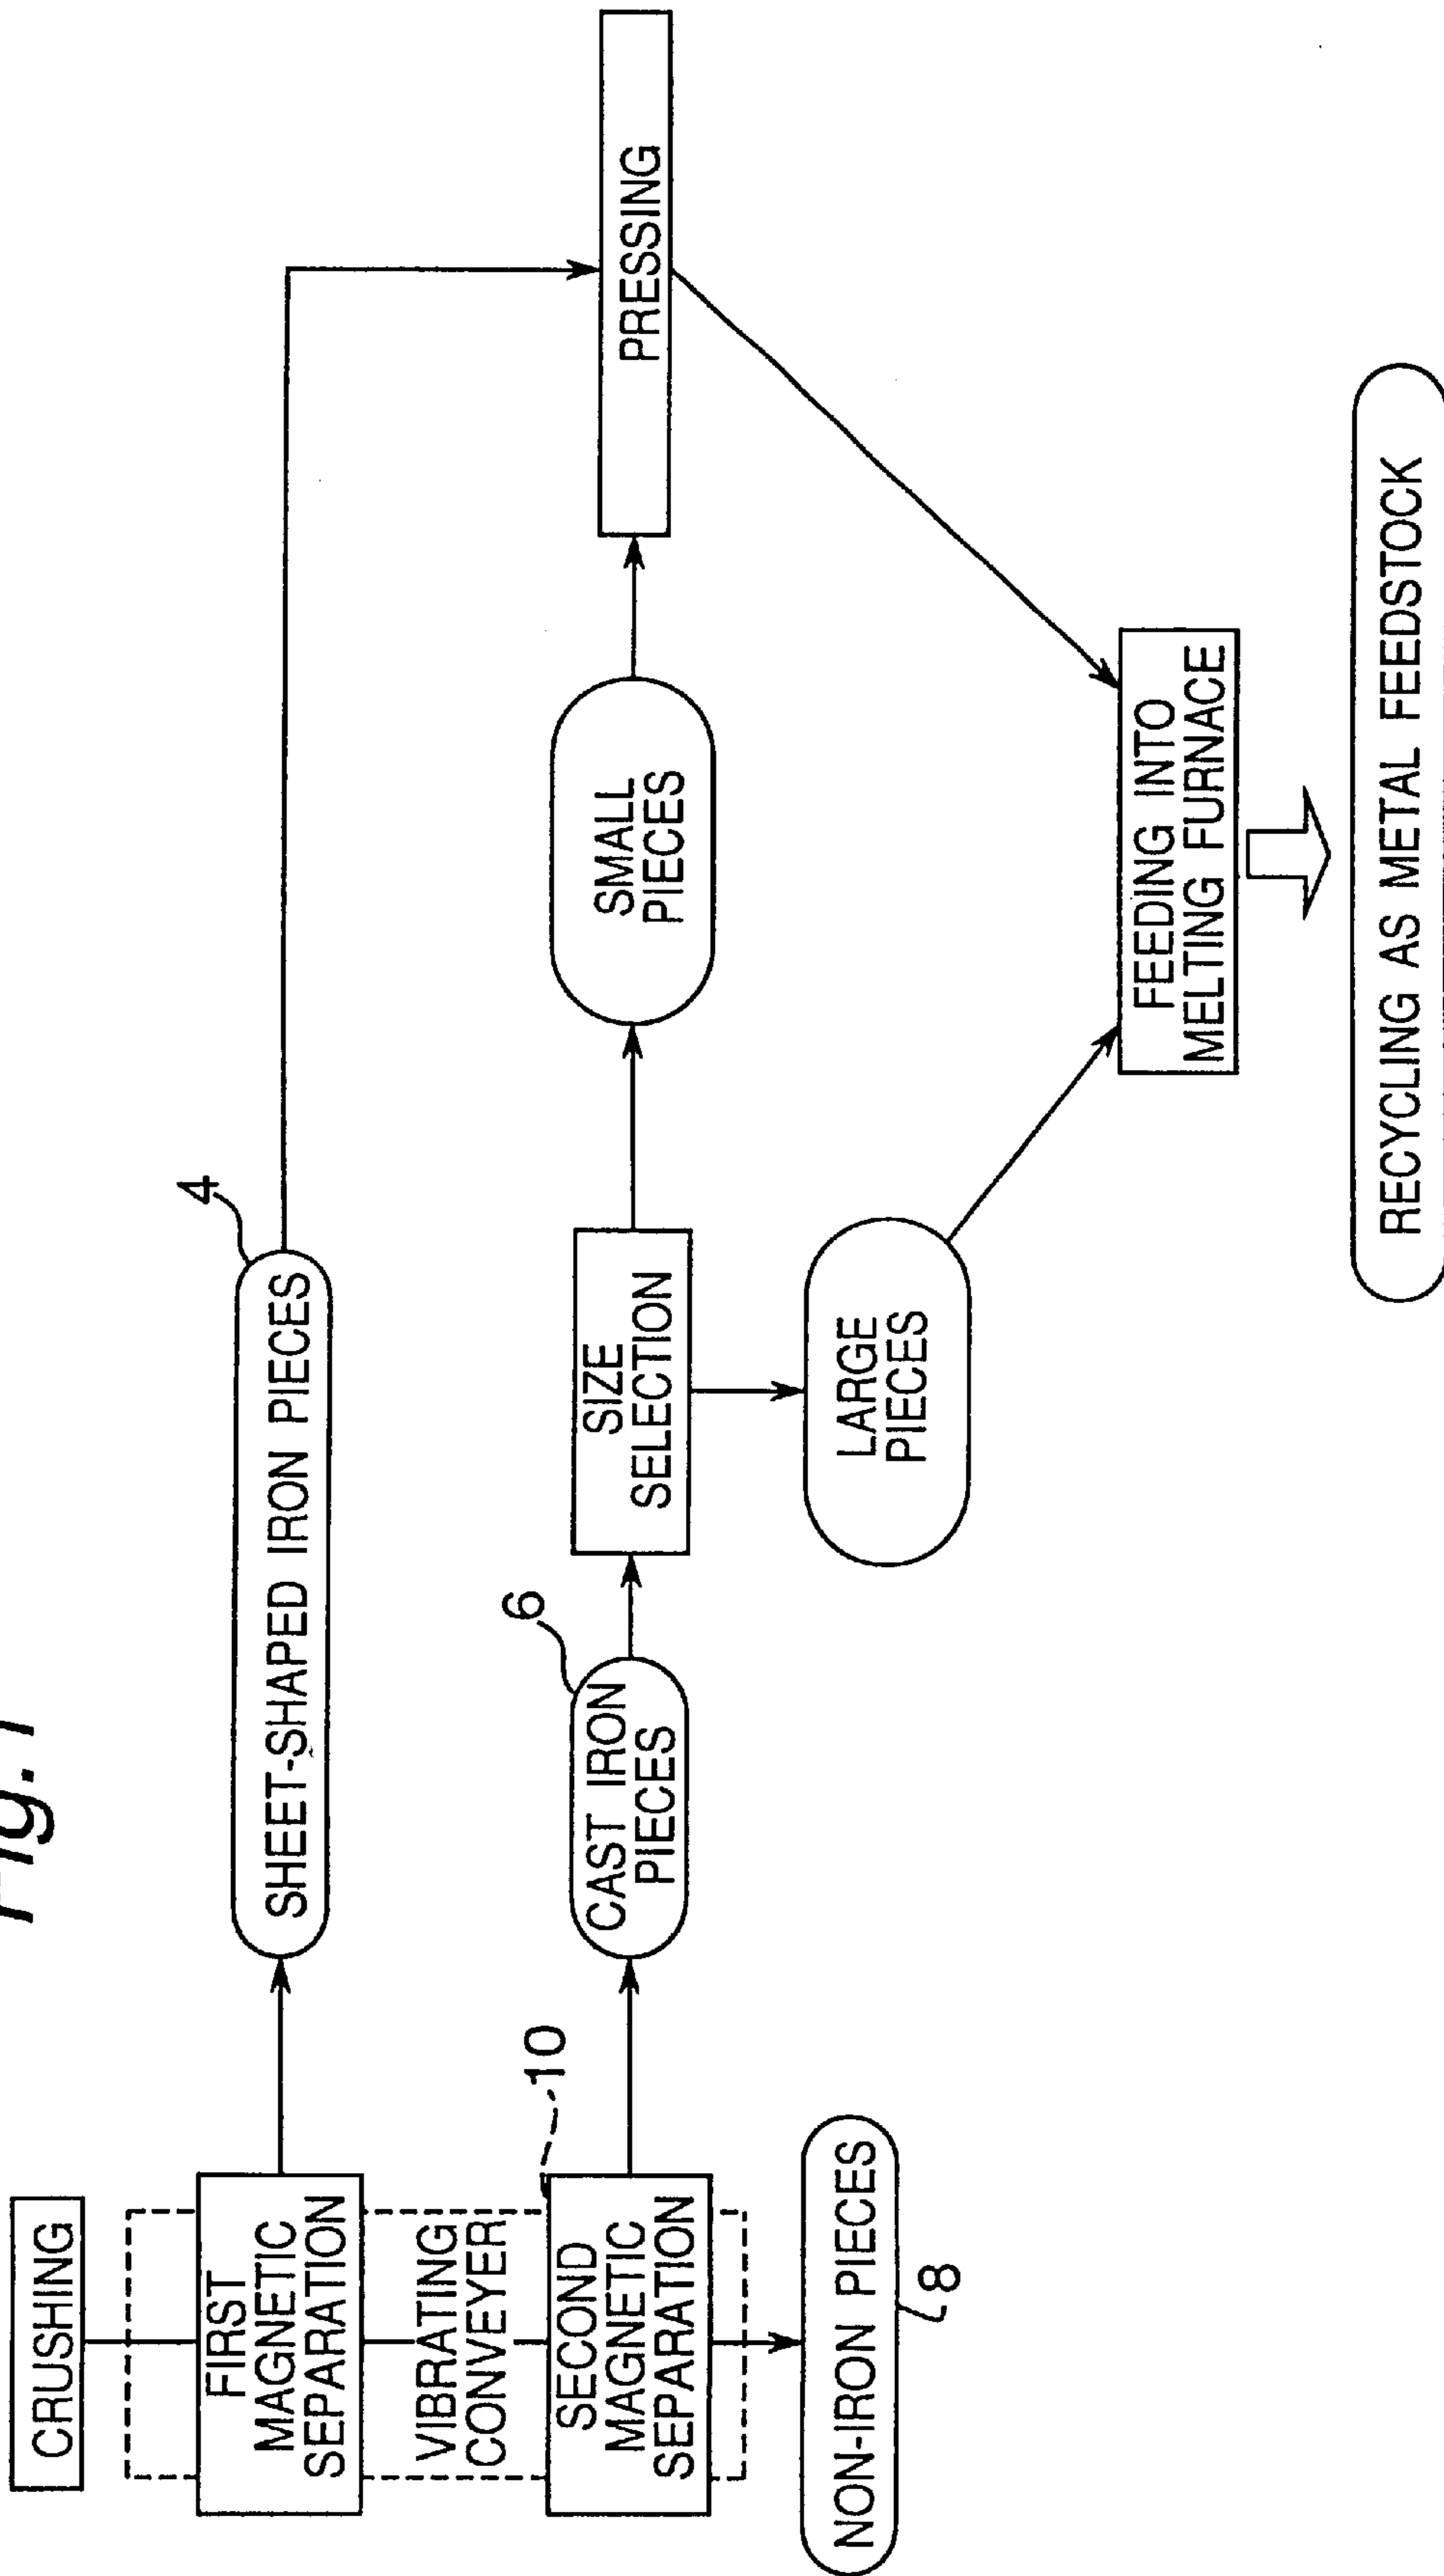 Fig. 1
CRUSHING
FIRST
MAGNETIC
SEPARATION
4
SHEET-SHAPED IRON PIECES
VIBRATING
CONVEYER
10
SECOND
MAGNETIC
SEPARATION
6
CAST IRON
PIECES
SIZE
SELECTION
SMALL
PIECES
PRESSING
NON-IRON PIECES
8
LARGE
PIECES
FEEDING INTO
MELTING FURNACE
RECYCLING AS METAL FEEDSTOCK